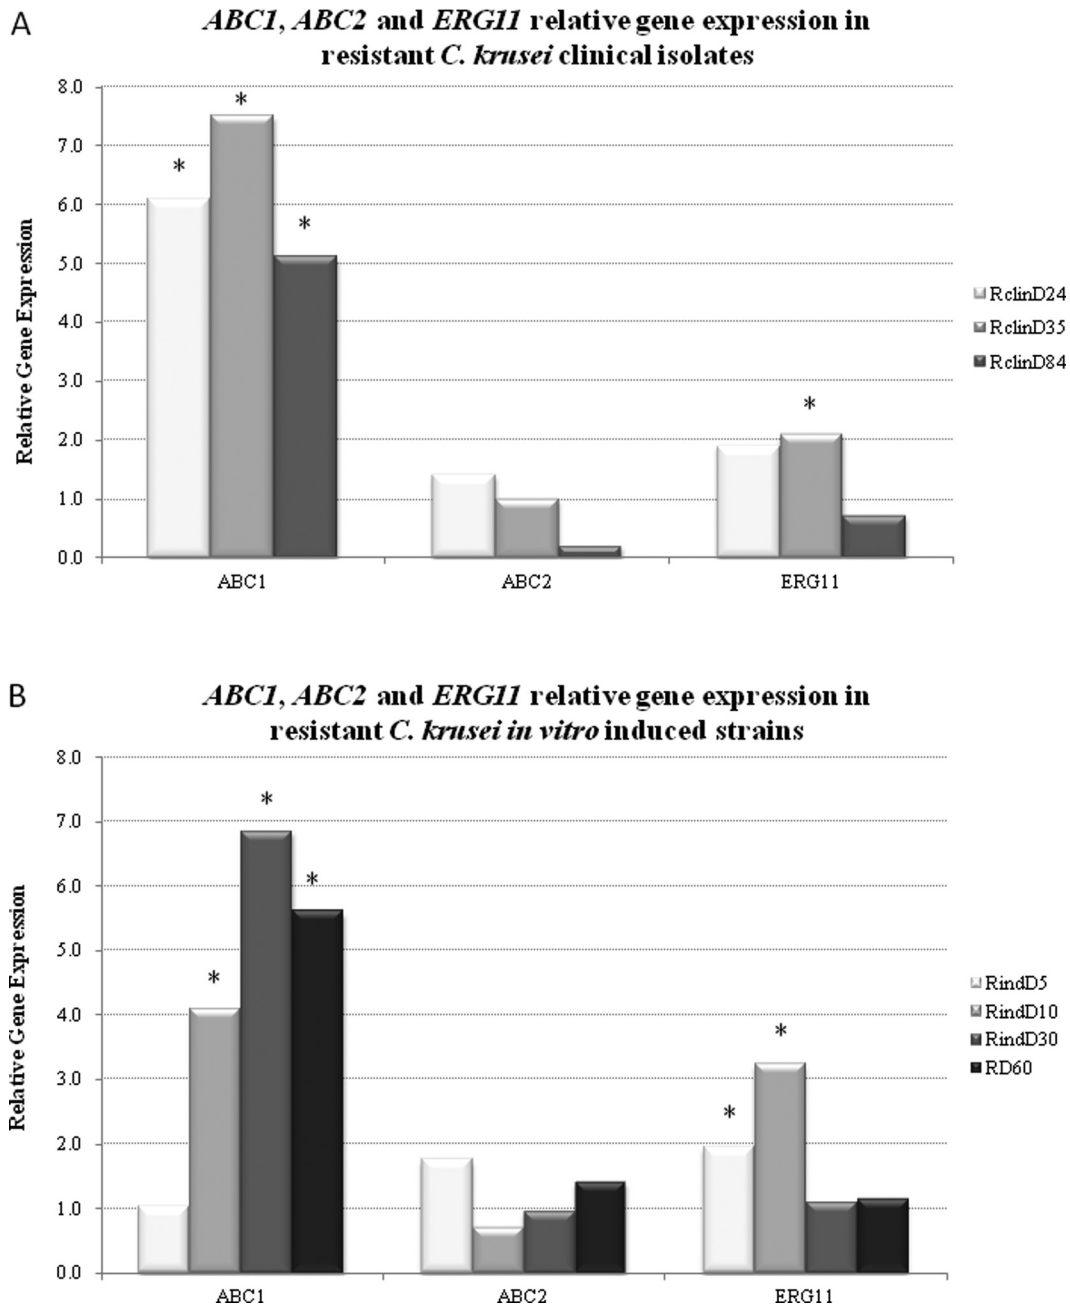 A
ABC1, ABC2 and ERG11 relative gene expression in
resistant C. krusei clinical isolates
Relative Gene Expression
8.0
7.0
6.0
5.0
4.0
3.0
2.0
1.0
0.0
*
*
*
*
ABC1
ABC2
ERG11
RclinD24
RclinD35
RclinD84
B
ABC1, ABC2 and ERG11 relative gene expression in
resistant C. krusei in vitro induced strains
Relative Gene Expression
8.0
7.0
6.0
5.0
4.0
3.0
2.0
1.0
0.0
*
*
*
*
*
ABC1
ABC2
ERG11
RindD5
RindD10
RindD30
RD60